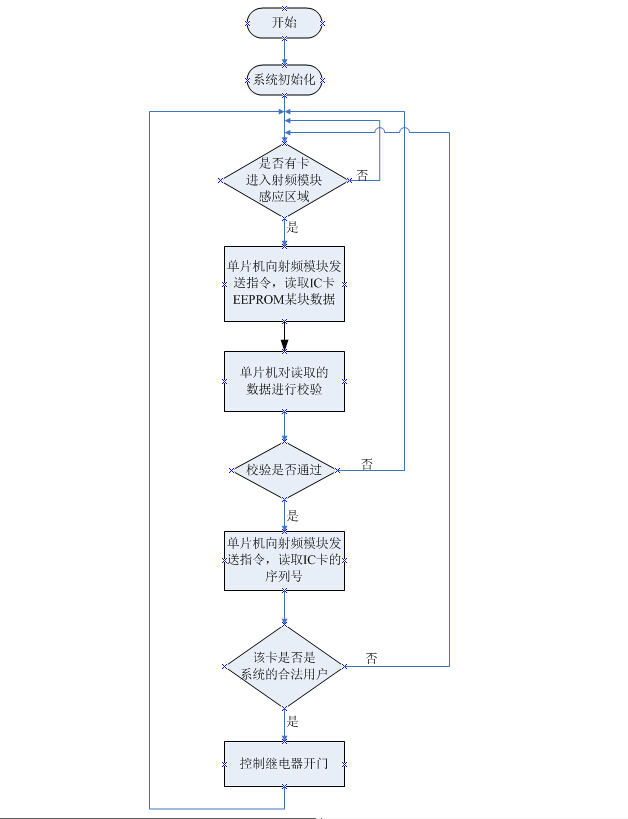 开始
系统初始化
是否有卡
进入射频模块
感应区域
否
是
单片机向射频模块发
送指令，读取IC卡
EEPROM某块数据
单片机对读取的
数据进行校验
校验是否通过
否
是
单片机向射频模块发
送指令，读取IC卡的
序列号
该卡是否是
系统的合法用户
否
是
控制继电器开门